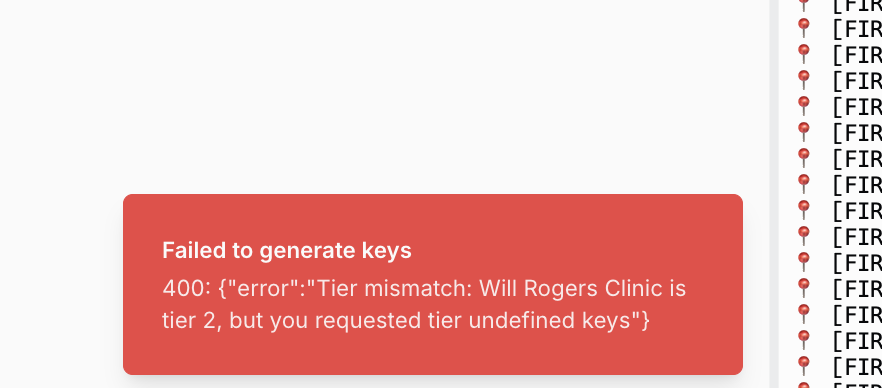 [FIR
[FIR
[FIR
[FIR
[FIR
[FIR
[FIR
[FIR
[FIR
Failed to generate keys
[FIR
[FIR
400: {"error":"Tier mismatch: Will Rogers Clinic is
[FIR
tier 2, but you requested tier undefined keys"}
[FIR
[FIR
[FIR